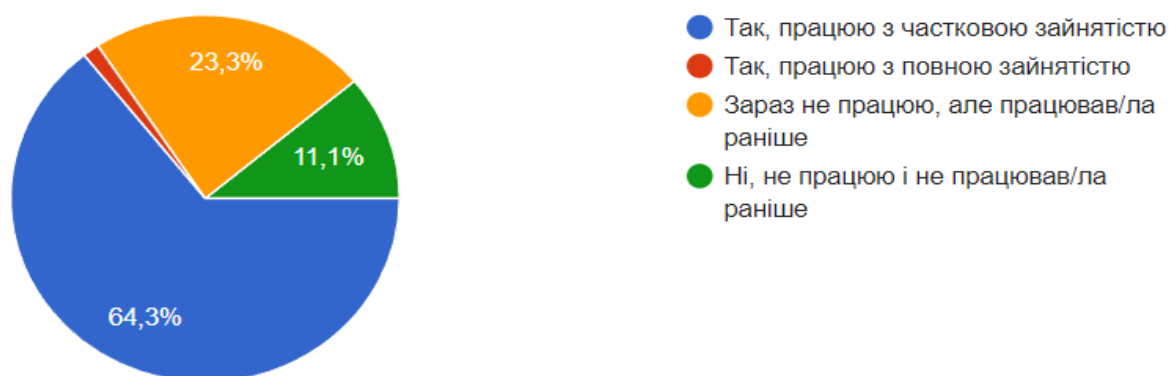 23,3%
11,1%
64,3%
Так, працюю з частковою зайнятістю
Так, працюю з повною зайнятістю
Зараз не працюю, але працював/ла
раніше
Ні, не працюю і не працював/ла
раніше